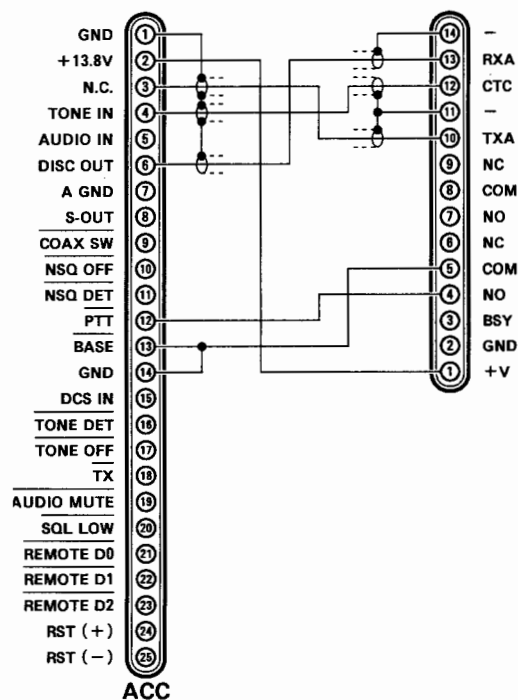 GND 1 14 −
+13.8V 2 13 RXA
N.C. 3 12 CTC
TONE IN 4 11 −
AUDIO IN 5 10 TXA
DISC OUT 6 9 NC
A GND 7 8 COM
S-OUT 8 7 NO
COAX SW 9 6 NC
NSQ OFF 10 5 COM
NSQ DET 11 4 NO
PTT 12 3 BSY
BASE 13 2 GND
GND 14 1 +V
DCS IN 15
TONE DET 16
TONE OFF 17
TX 18
AUDIO MUTE 19
SQL LOW 20
REMOTE D0 21
REMOTE D1 22
REMOTE D2 23
RST (+) 24
RST (−) 25
ACC